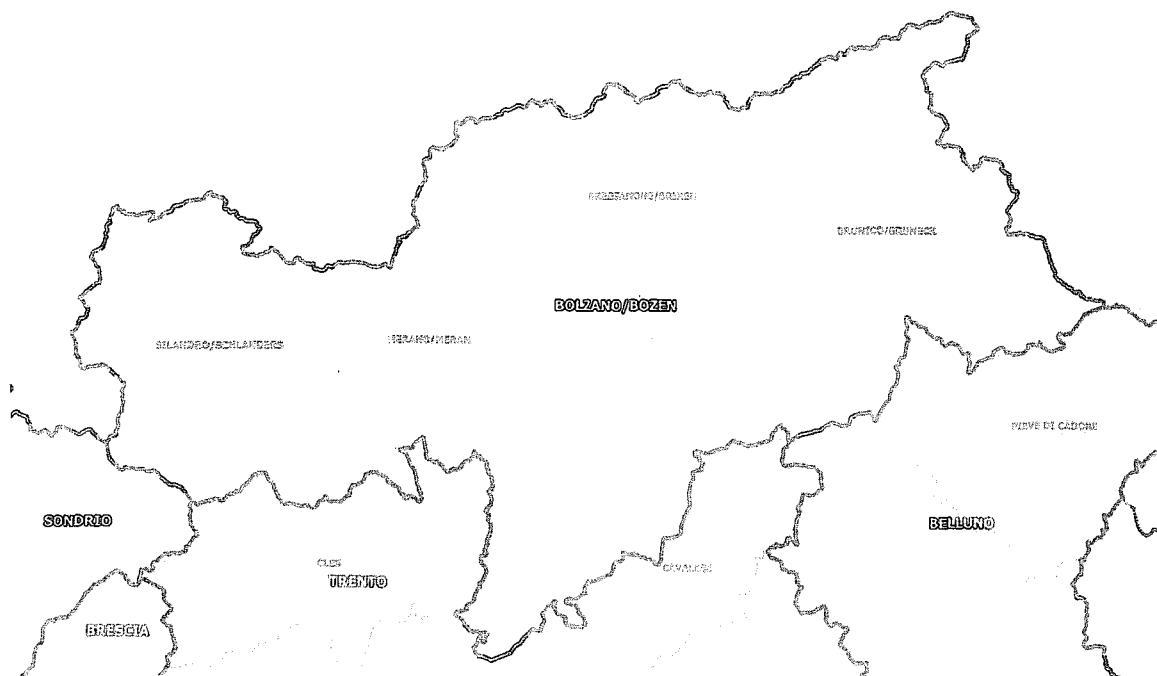 BRESSANONE/BRIXEN
BRUNICO/BRUNECK
BOLZANO/BOZEN
SILANDRO/SCHLANDERS
MERANO/MERAN
PIEVE DI CADORE
SONDRIO
BELLUNO
CLES
TRENTO
CAVALESE
BRESCIA